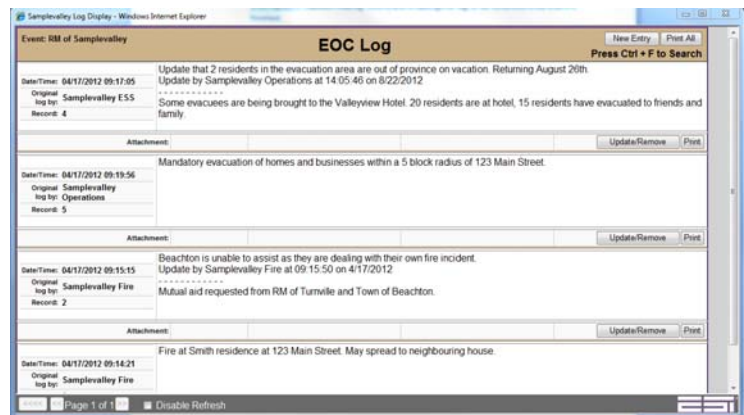 Samplevalley Log Display - Windows Internet Explorer
Event: RM of Samplevalley
EOC Log
New Entry
Print All
Press Ctrl + F to Search
Date/Time: 04/17/2012 09:17:05
Original log by: Samplevalley ESS
Record: 4
Update that 2 residents in the evacuation area are out of province on vacation. Returning August 26th.
Update by Samplevalley Operations at 14:05:46 on 8/22/2012
- - - - - - - - - - - -
Some evacuees are being brought to the Valleyview Hotel. 20 residents are at hotel, 15 residents have evacuated to friends and
family.
Attachment:
Update/Remove
Print
Date/Time: 04/17/2012 09:19:56
Original log by: Samplevalley Operations
Record: 5
Mandatory evacuation of homes and businesses within a 5 block radius of 123 Main Street.
Attachment:
Update/Remove
Print
Date/Time: 04/17/2012 09:15:15
Original log by: Samplevalley Fire
Record: 2
Beachton is unable to assist as they are dealing with their own fire incident.
Update by Samplevalley Fire at 09:15:50 on 4/17/2012
- - - - - - - - - - - -
Mutual aid requested from RM of Turnville and Town of Beachton.
Attachment:
Update/Remove
Print
Date/Time: 04/17/2012 09:14:21
Original log by: Samplevalley Fire
Fire at Smith residence at 123 Main Street. May spread to neighbouring house.
<<<< << Page 1 of 1 >>
Disable Refresh